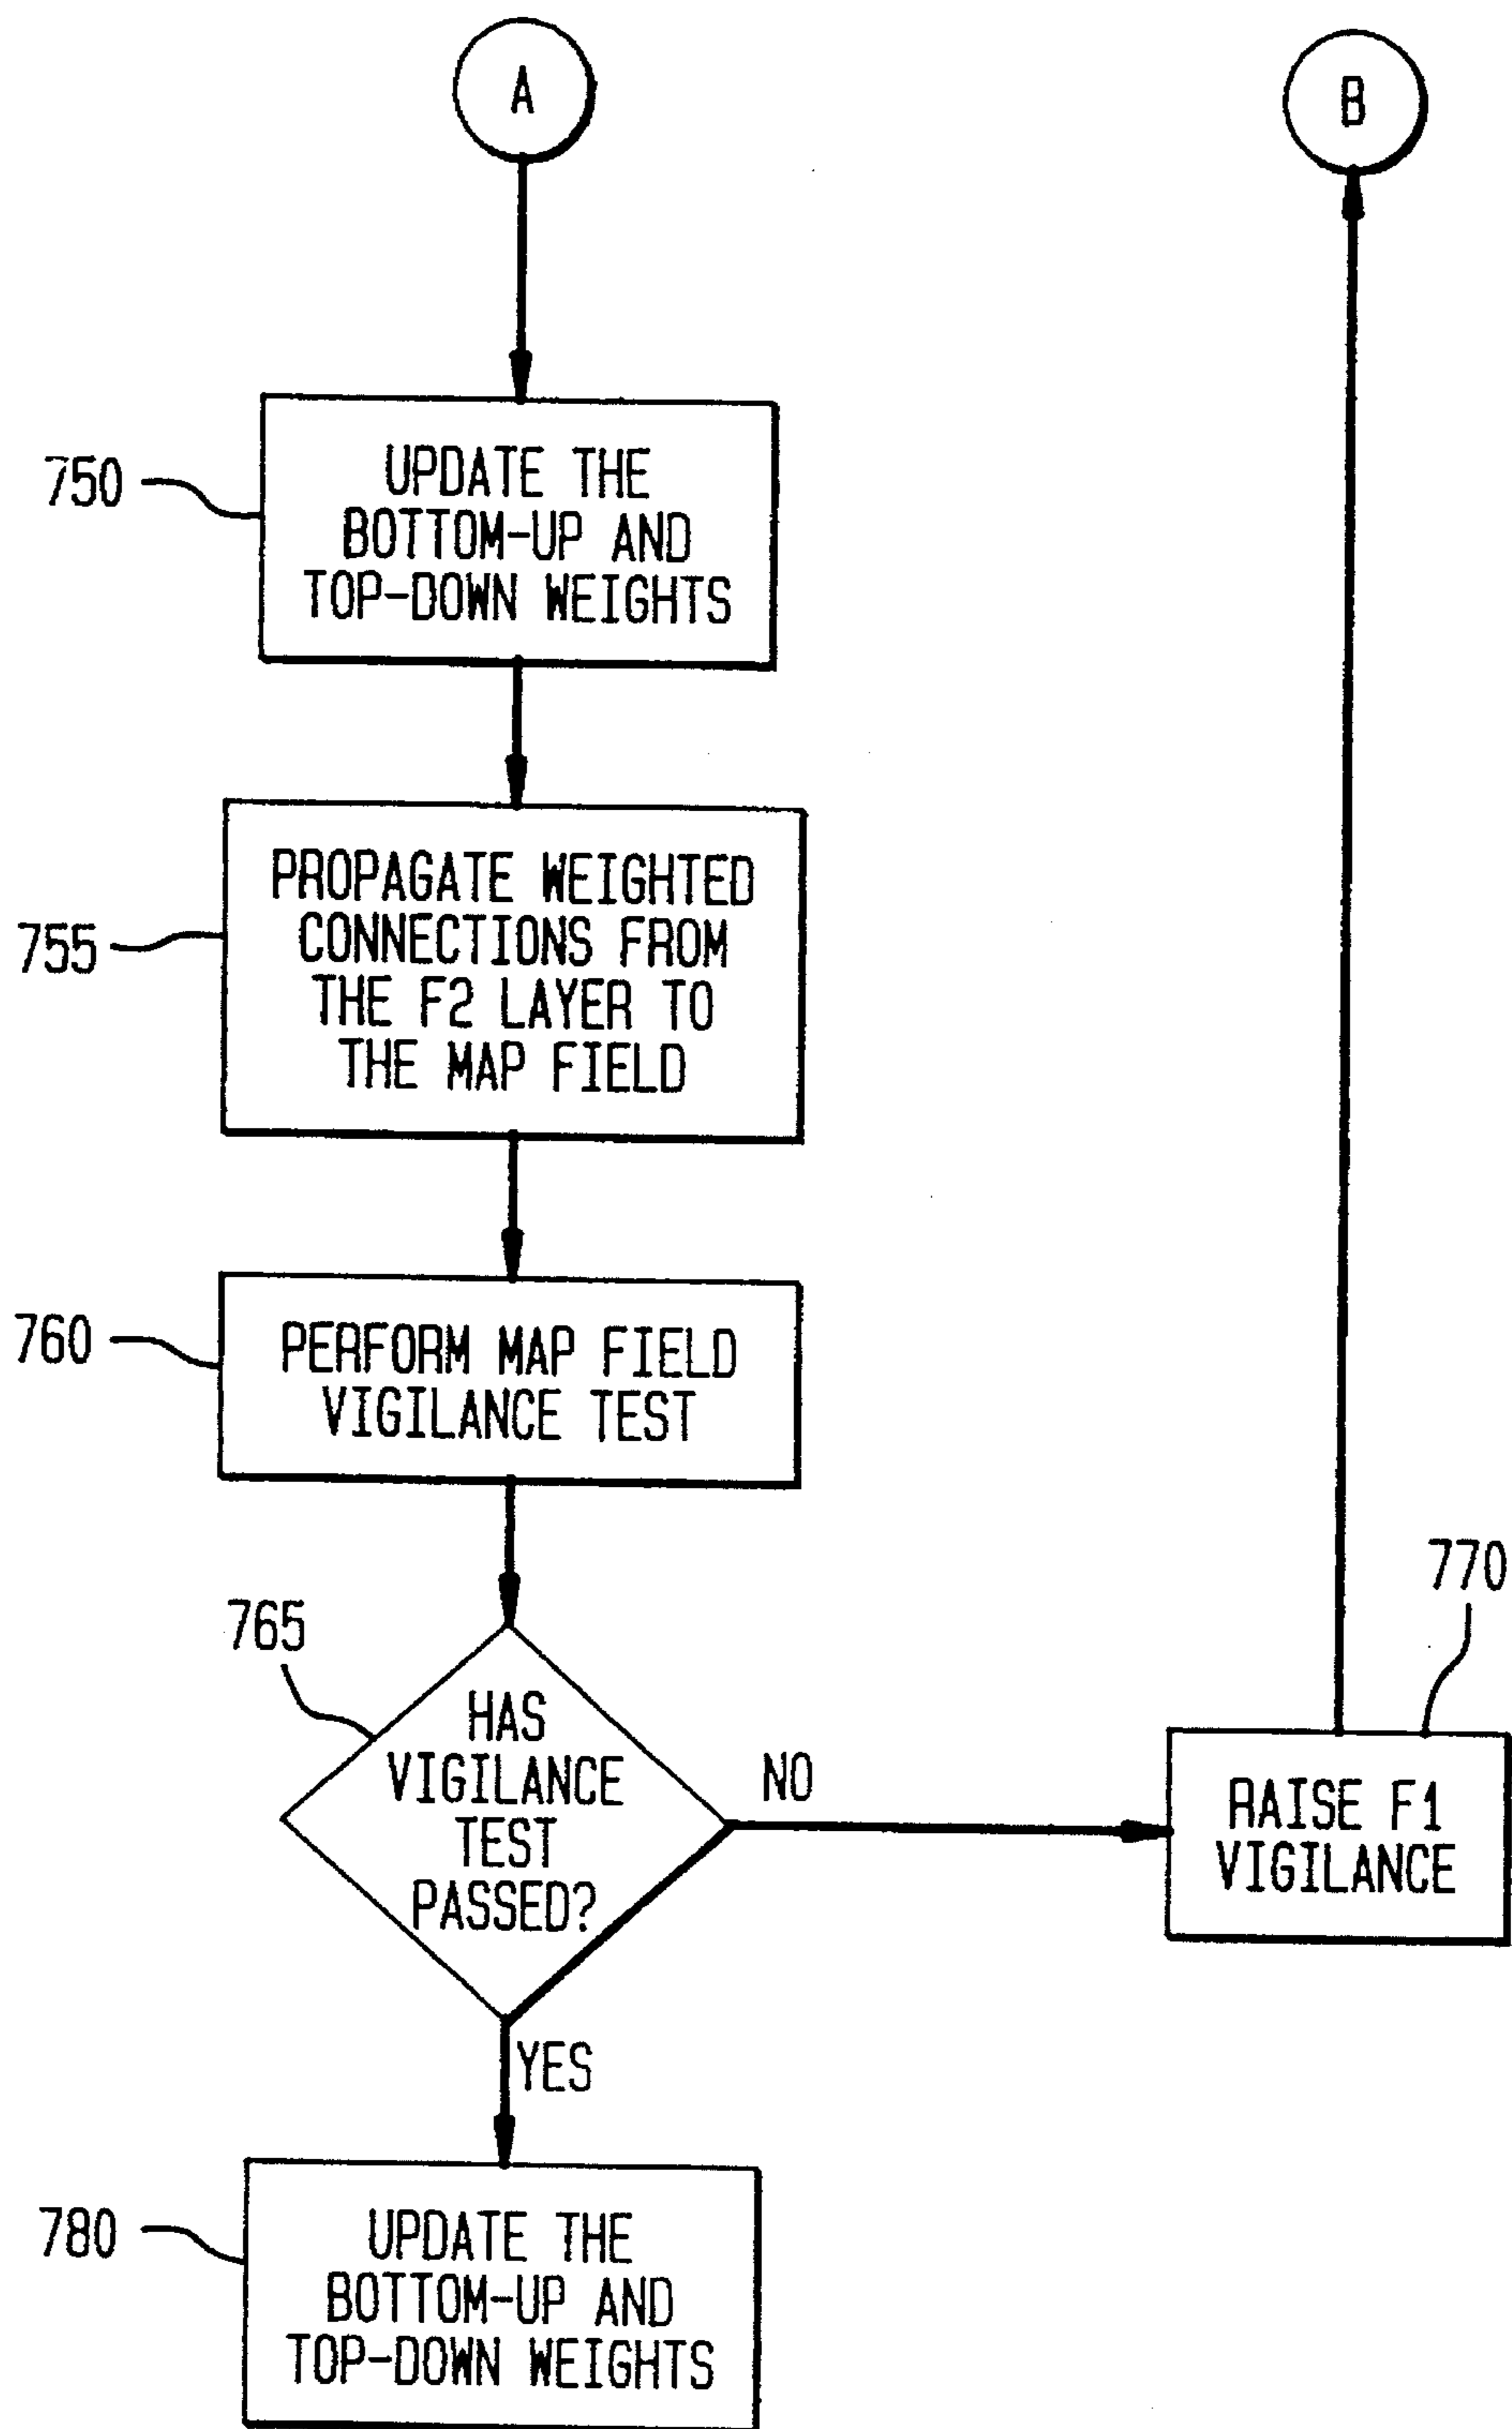 A
B
750
UPDATE THE
BOTTOM-UP AND
TOP-DOWN WEIGHTS
755
PROPAGATE WEIGHTED
CONNECTIONS FROM
THE F2 LAYER TO
THE MAP FIELD
760
PERFORM MAP FIELD
VIGILANCE TEST
765
HAS
VIGILANCE
TEST
PASSED?
NO
770
RAISE F1
VIGILANCE
YES
780
UPDATE THE
BOTTOM-UP AND
TOP-DOWN WEIGHTS